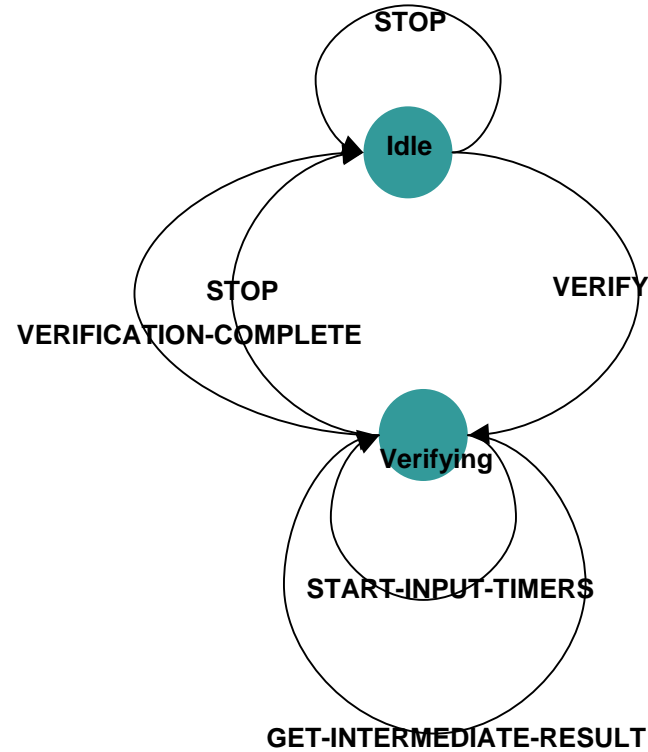 STOP
Idle
VERIFY
STOP
VERIFICATION-COMPLETE
Verifying
START-INPUT-TIMERS
GET-INTERMEDIATE-RESULT